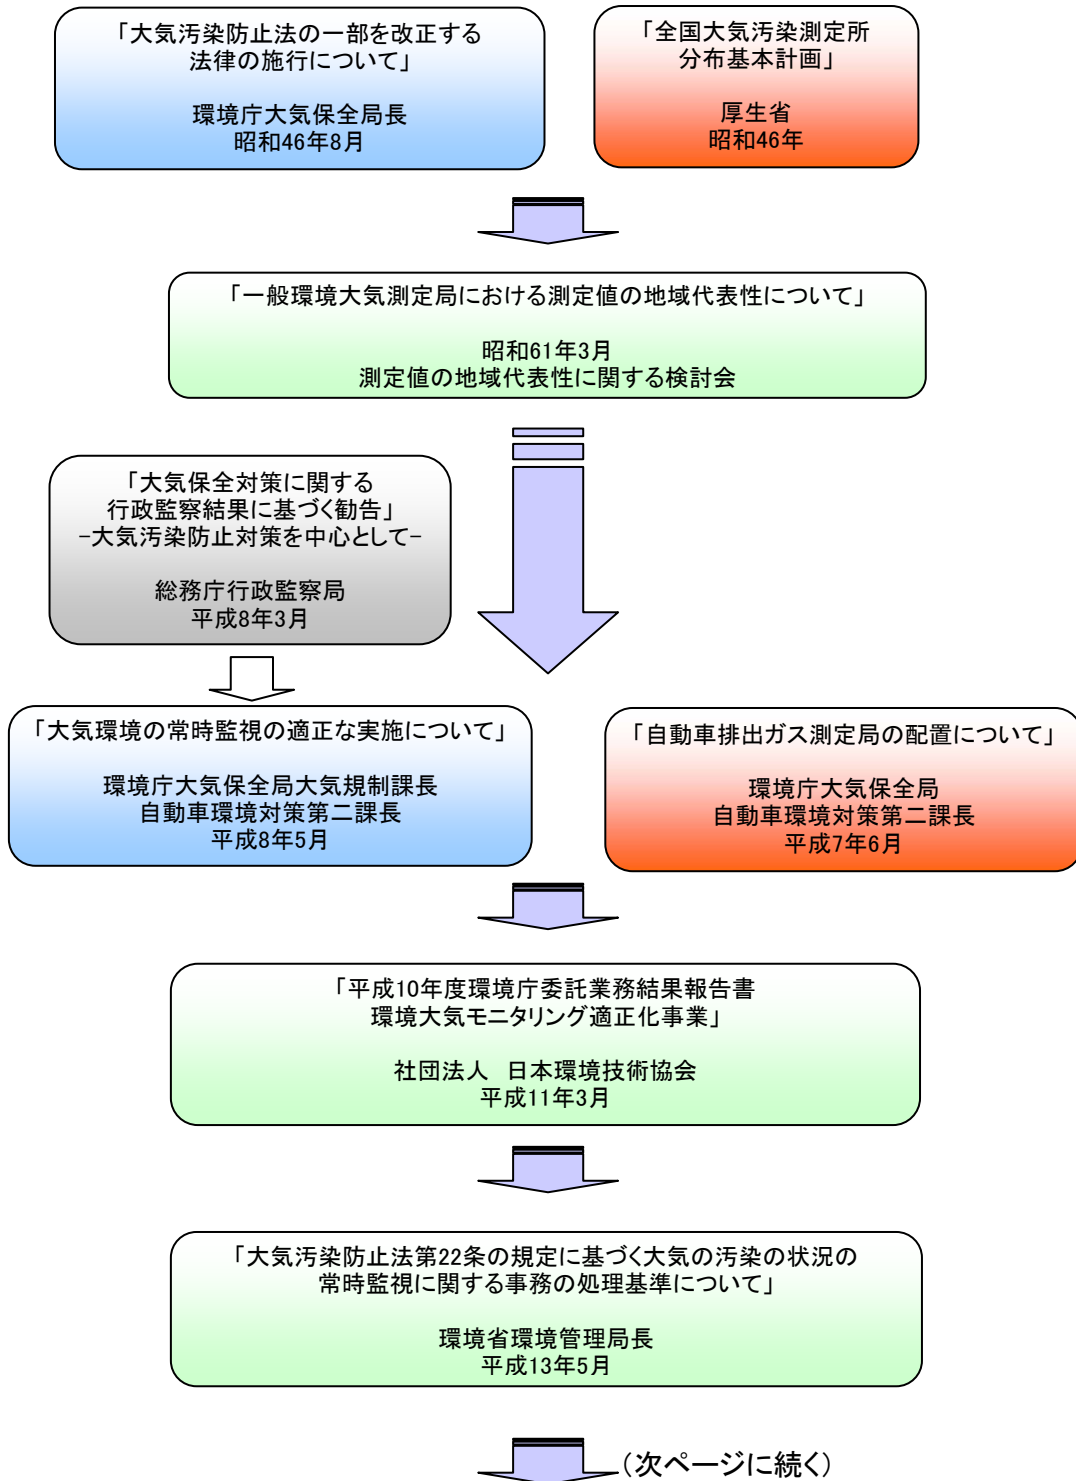 「大気汚染防止法の一部を改正する
法律の施行について」
環境庁大気保全局長
昭和46年8月
「全国大気汚染測定所
分布基本計画」
厚生省
昭和46年
「一般環境大気測定局における測定値の地域代表性について」
昭和61年3月
測定値の地域代表性に関する検討会
「大気保全対策に関する
行政監察結果に基づく勧告」
-大気汚染防止対策を中心として-
総務庁行政監察局
平成8年3月
「大気環境の常時監視の適正な実施について」
環境庁大気保全局大気規制課長
自動車環境対策第二課長
平成8年5月
「自動車排出ガス測定局の配置について」
環境庁大気保全局
自動車環境対策第二課長
平成7年6月
「平成10年度環境庁委託業務結果報告書
環境大気モニタリング適正化事業」
社団法人　日本環境技術協会
平成11年3月
「大気汚染防止法第22条の規定に基づく大気の汚染の状況の
常時監視に関する事務の処理基準について」
環境省環境管理局長
平成13年5月
(次ページに続く)